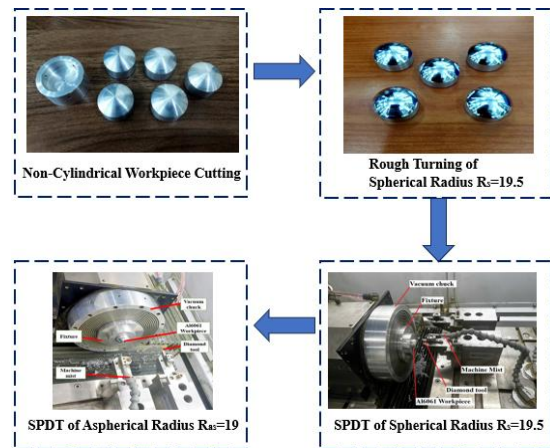 Non-Cylindrical Workpiece Cutting
Rough Turning of
Spherical Radius Rs=19.5
Vacuum chuck
Fixture
Machine Mist
Diamond tool
Al6061 Workpiece
SPDT of Spherical Radius Rs=19.5
Vacuum
chuck
Fixture
Al6061
Workpiece
Diamond
tool
Machine
mist
SPDT of Aspherical Radius Ras=19